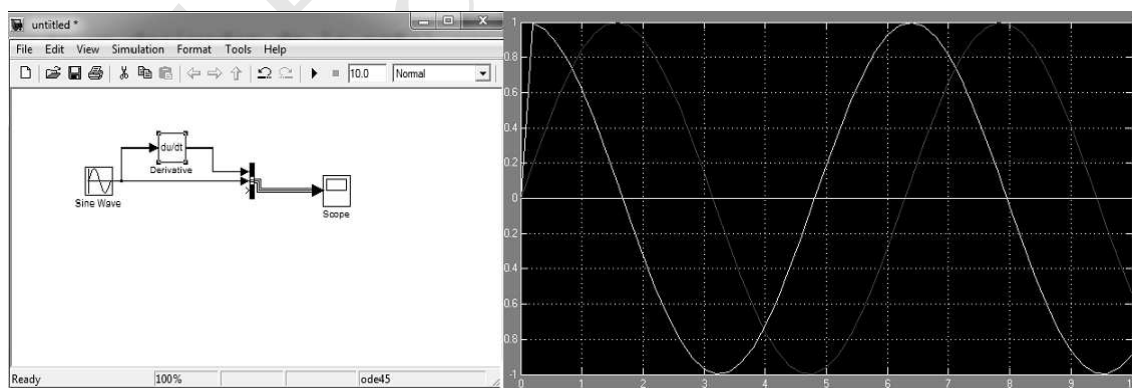 untitled *
File Edit View Simulation Format Tools Help
10.0 Normal
du/dt
Derivative
Sine Wave
Scope
Ready 100% ode45
1
0.8
0.6
0.4
0.2
0
0.2
0.4
0.6
0.8
-1
0 1 2 3 4 5 6 7 8 9 10